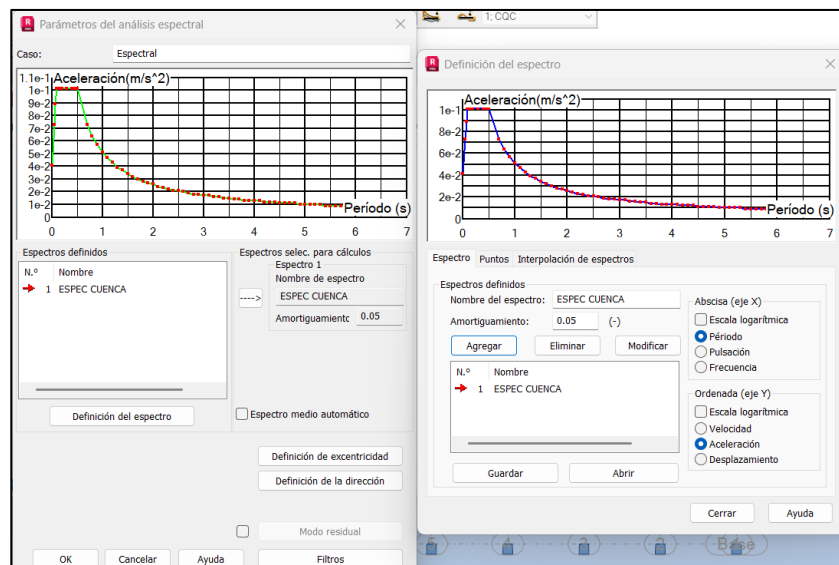 1; CQC
Parámetros del análisis espectral
Caso:
Espectral
1.1e-1
Aceleración(m/s^2)
1e-1
9e-2
8e-2
7e-2
6e-2
5e-2
4e-2
3e-2
2e-2
1e-2
0
Período (s)
0 1 2 3 4 5 6 7
Espectros definidos
N.º Nombre
1 ESPEC CUENCA
Definición del espectro
Espectros selec. para cálculos
Espectro 1
Nombre de espectro
ESPEC CUENCA
Amortiguamientc 0.05
---->
Espectro medio automático
Definición de excentricidad
Definición de la dirección
Modo residual
OK Cancelar Ayuda Filtros
Definición del espectro
Aceleración(m/s^2)
1e-1
8e-2
6e-2
4e-2
2e-2
0
Período (s)
0 1 2 3 4 5 6 7
Espectro Puntos Interpolación de espectros
Espectros definidos
Nombre del espectro: ESPEC CUENCA
Amortiguamiento: 0.05 (-)
Agregar Eliminar Modificar
N.º Nombre
1 ESPEC CUENCA
Guardar Abrir
Abscisa (eje X)
Escala logarítmica
Périodo
Pulsación
Frecuencia
Ordenada (eje Y)
Escala logarítmica
Velocidad
Aceleración
Desplazamiento
Cerrar Ayuda
Base